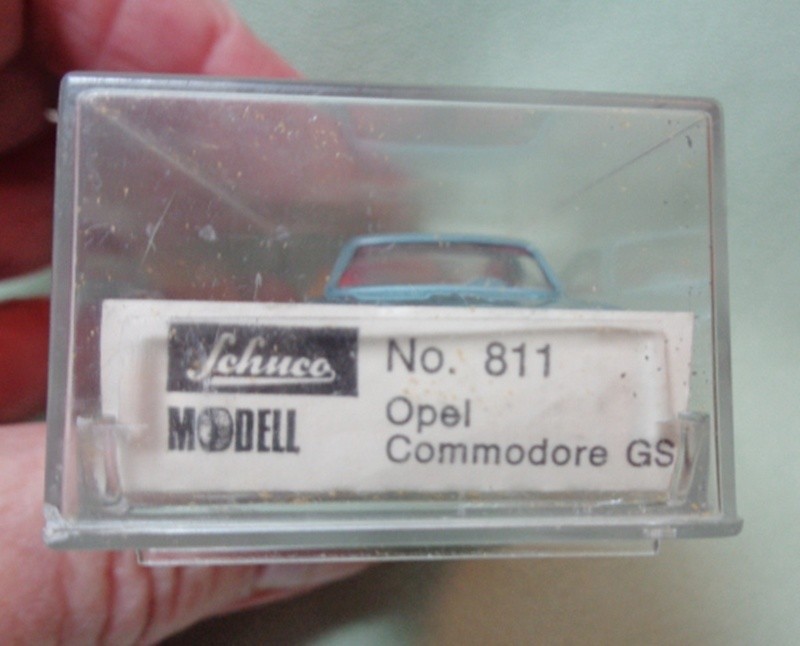 Schuco No. 811
MODELL Opel
Commodore GS